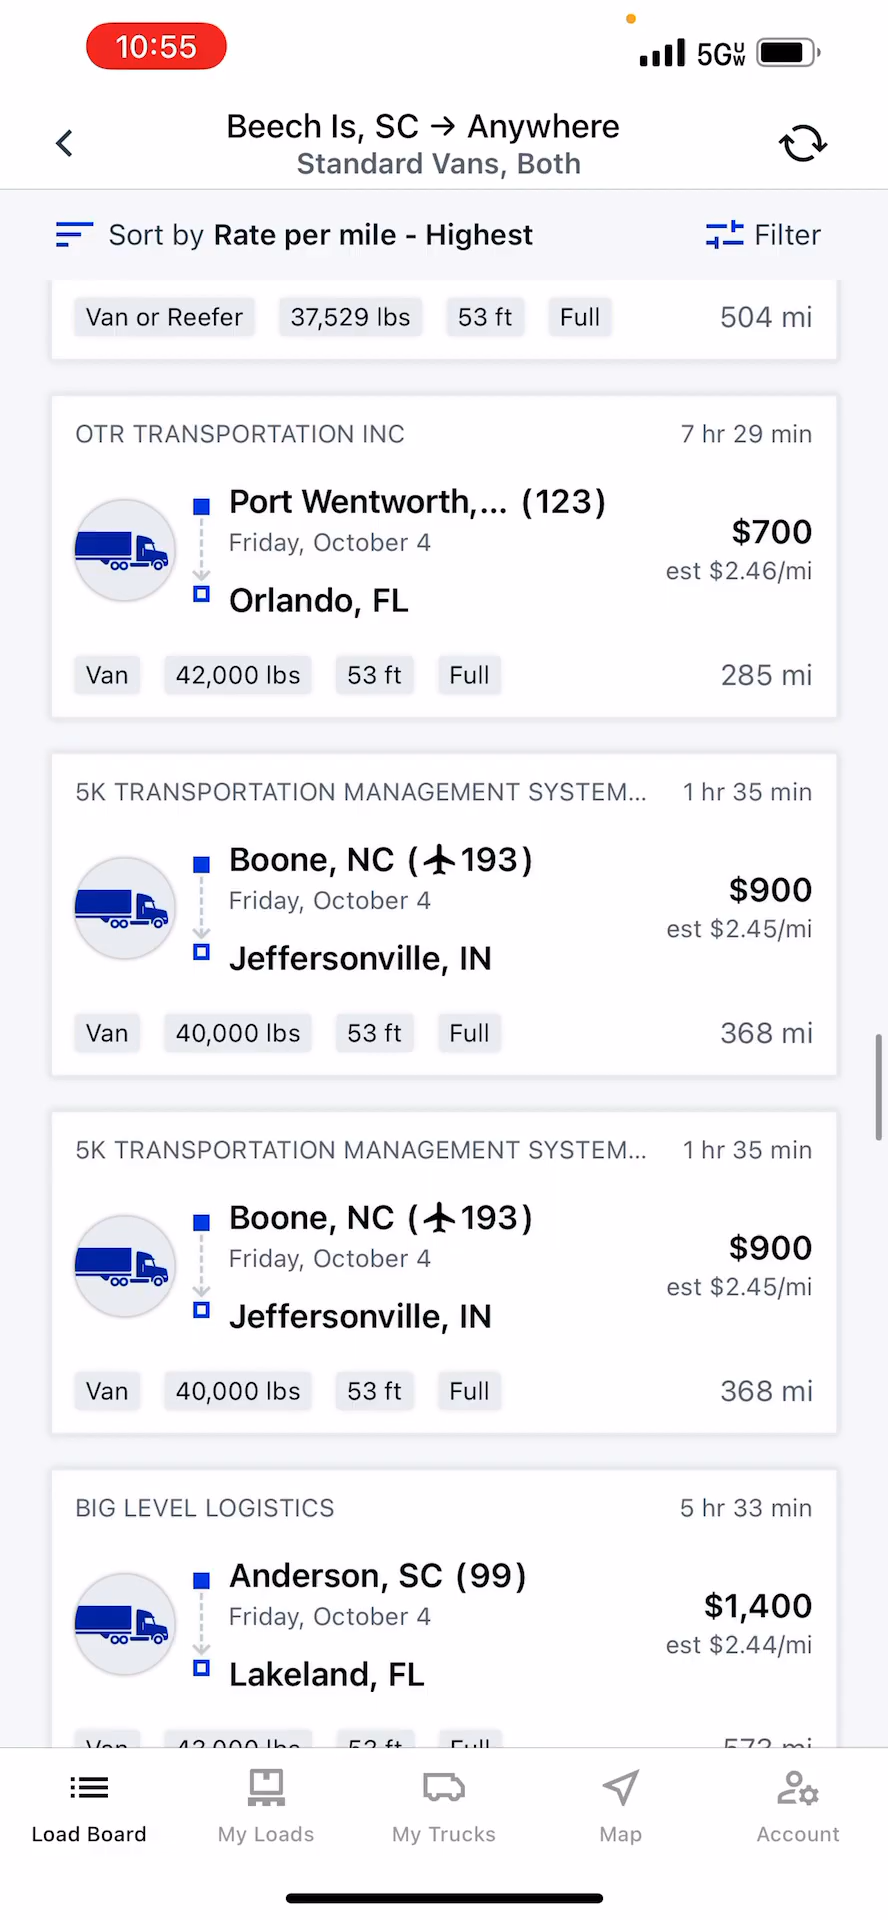 10:55
5G UW
Beech Is, SC → Anywhere
Standard Vans, Both
Sort by Rate per mile - Highest
Filter
Van or Reefer 37,529 lbs 53 ft Full 504 mi
OTR TRANSPORTATION INC 7 hr 29 min
Port Wentworth,... (123)
Friday, October 4
$700
est $2.46/mi
Orlando, FL
Van 42,000 lbs 53 ft Full 285 mi
5K TRANSPORTATION MANAGEMENT SYSTEM... 1 hr 35 min
Boone, NC (193)
Friday, October 4
$900
est $2.45/mi
Jeffersonville, IN
Van 40,000 lbs 53 ft Full 368 mi
5K TRANSPORTATION MANAGEMENT SYSTEM... 1 hr 35 min
Boone, NC (193)
Friday, October 4
$900
est $2.45/mi
Jeffersonville, IN
Van 40,000 lbs 53 ft Full 368 mi
BIG LEVEL LOGISTICS 5 hr 33 min
Anderson, SC (99)
Friday, October 4
$1,400
est $2.44/mi
Lakeland, FL
Van 53 ft Full
Load Board My Loads My Trucks Map Account